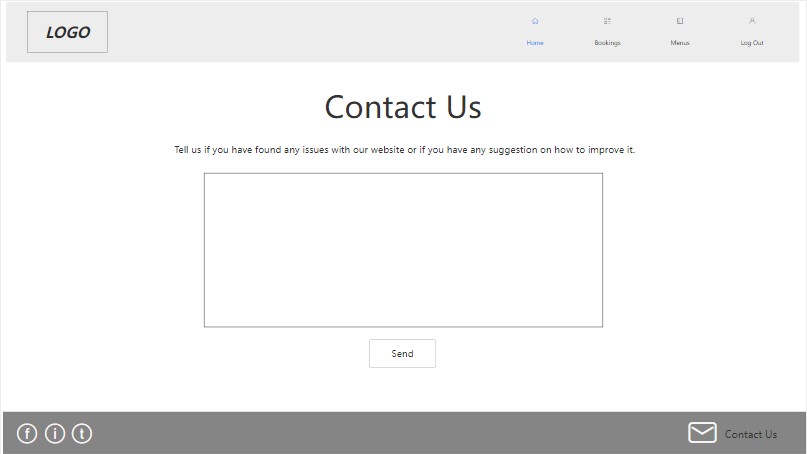 LOGO
Home Bookings Menus Log Out
Contact Us
Tell us if you have found any issues with our website or if you have any suggestion on how to improve it.
Send
f i t Contact Us